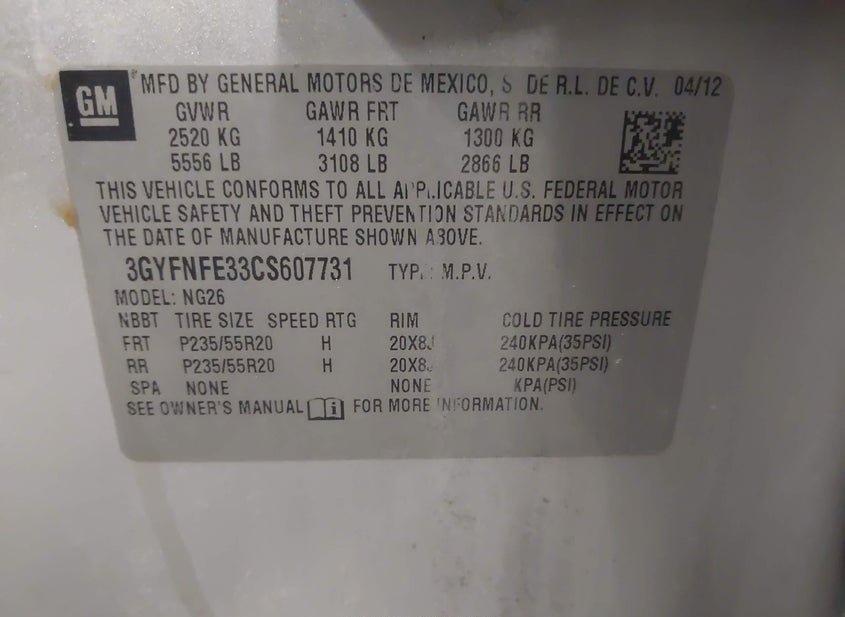 GM
MFD BY GENERAL MOTORS DE MEXICO, S DE R.L. DE C.V. 04/12
GVWR GAWR FRT GAWR RR
2520 KG 1410 KG 1300 KG
5556 LB 3108 LB 2866 LB
THIS VEHICLE CONFORMS TO ALL APPLICABLE U.S. FEDERAL MOTOR
VEHICLE SAFETY AND THEFT PREVENTION STANDARDS IN EFFECT ON
THE DATE OF MANUFACTURE SHOWN ABOVE.
3GYFNFE33CS607731 TYPE: M.P.V.
MODEL: NG26
NBBT TIRE SIZE SPEED RTG RIM COLD TIRE PRESSURE
FRT P235/55R20 H 20X8J 240KPA(35PSI)
RR P235/55R20 H 20X8J 240KPA(35PSI)
SPA NONE NONE KPA(PSI)
SEE OWNER'S MANUAL FOR MORE INFORMATION.